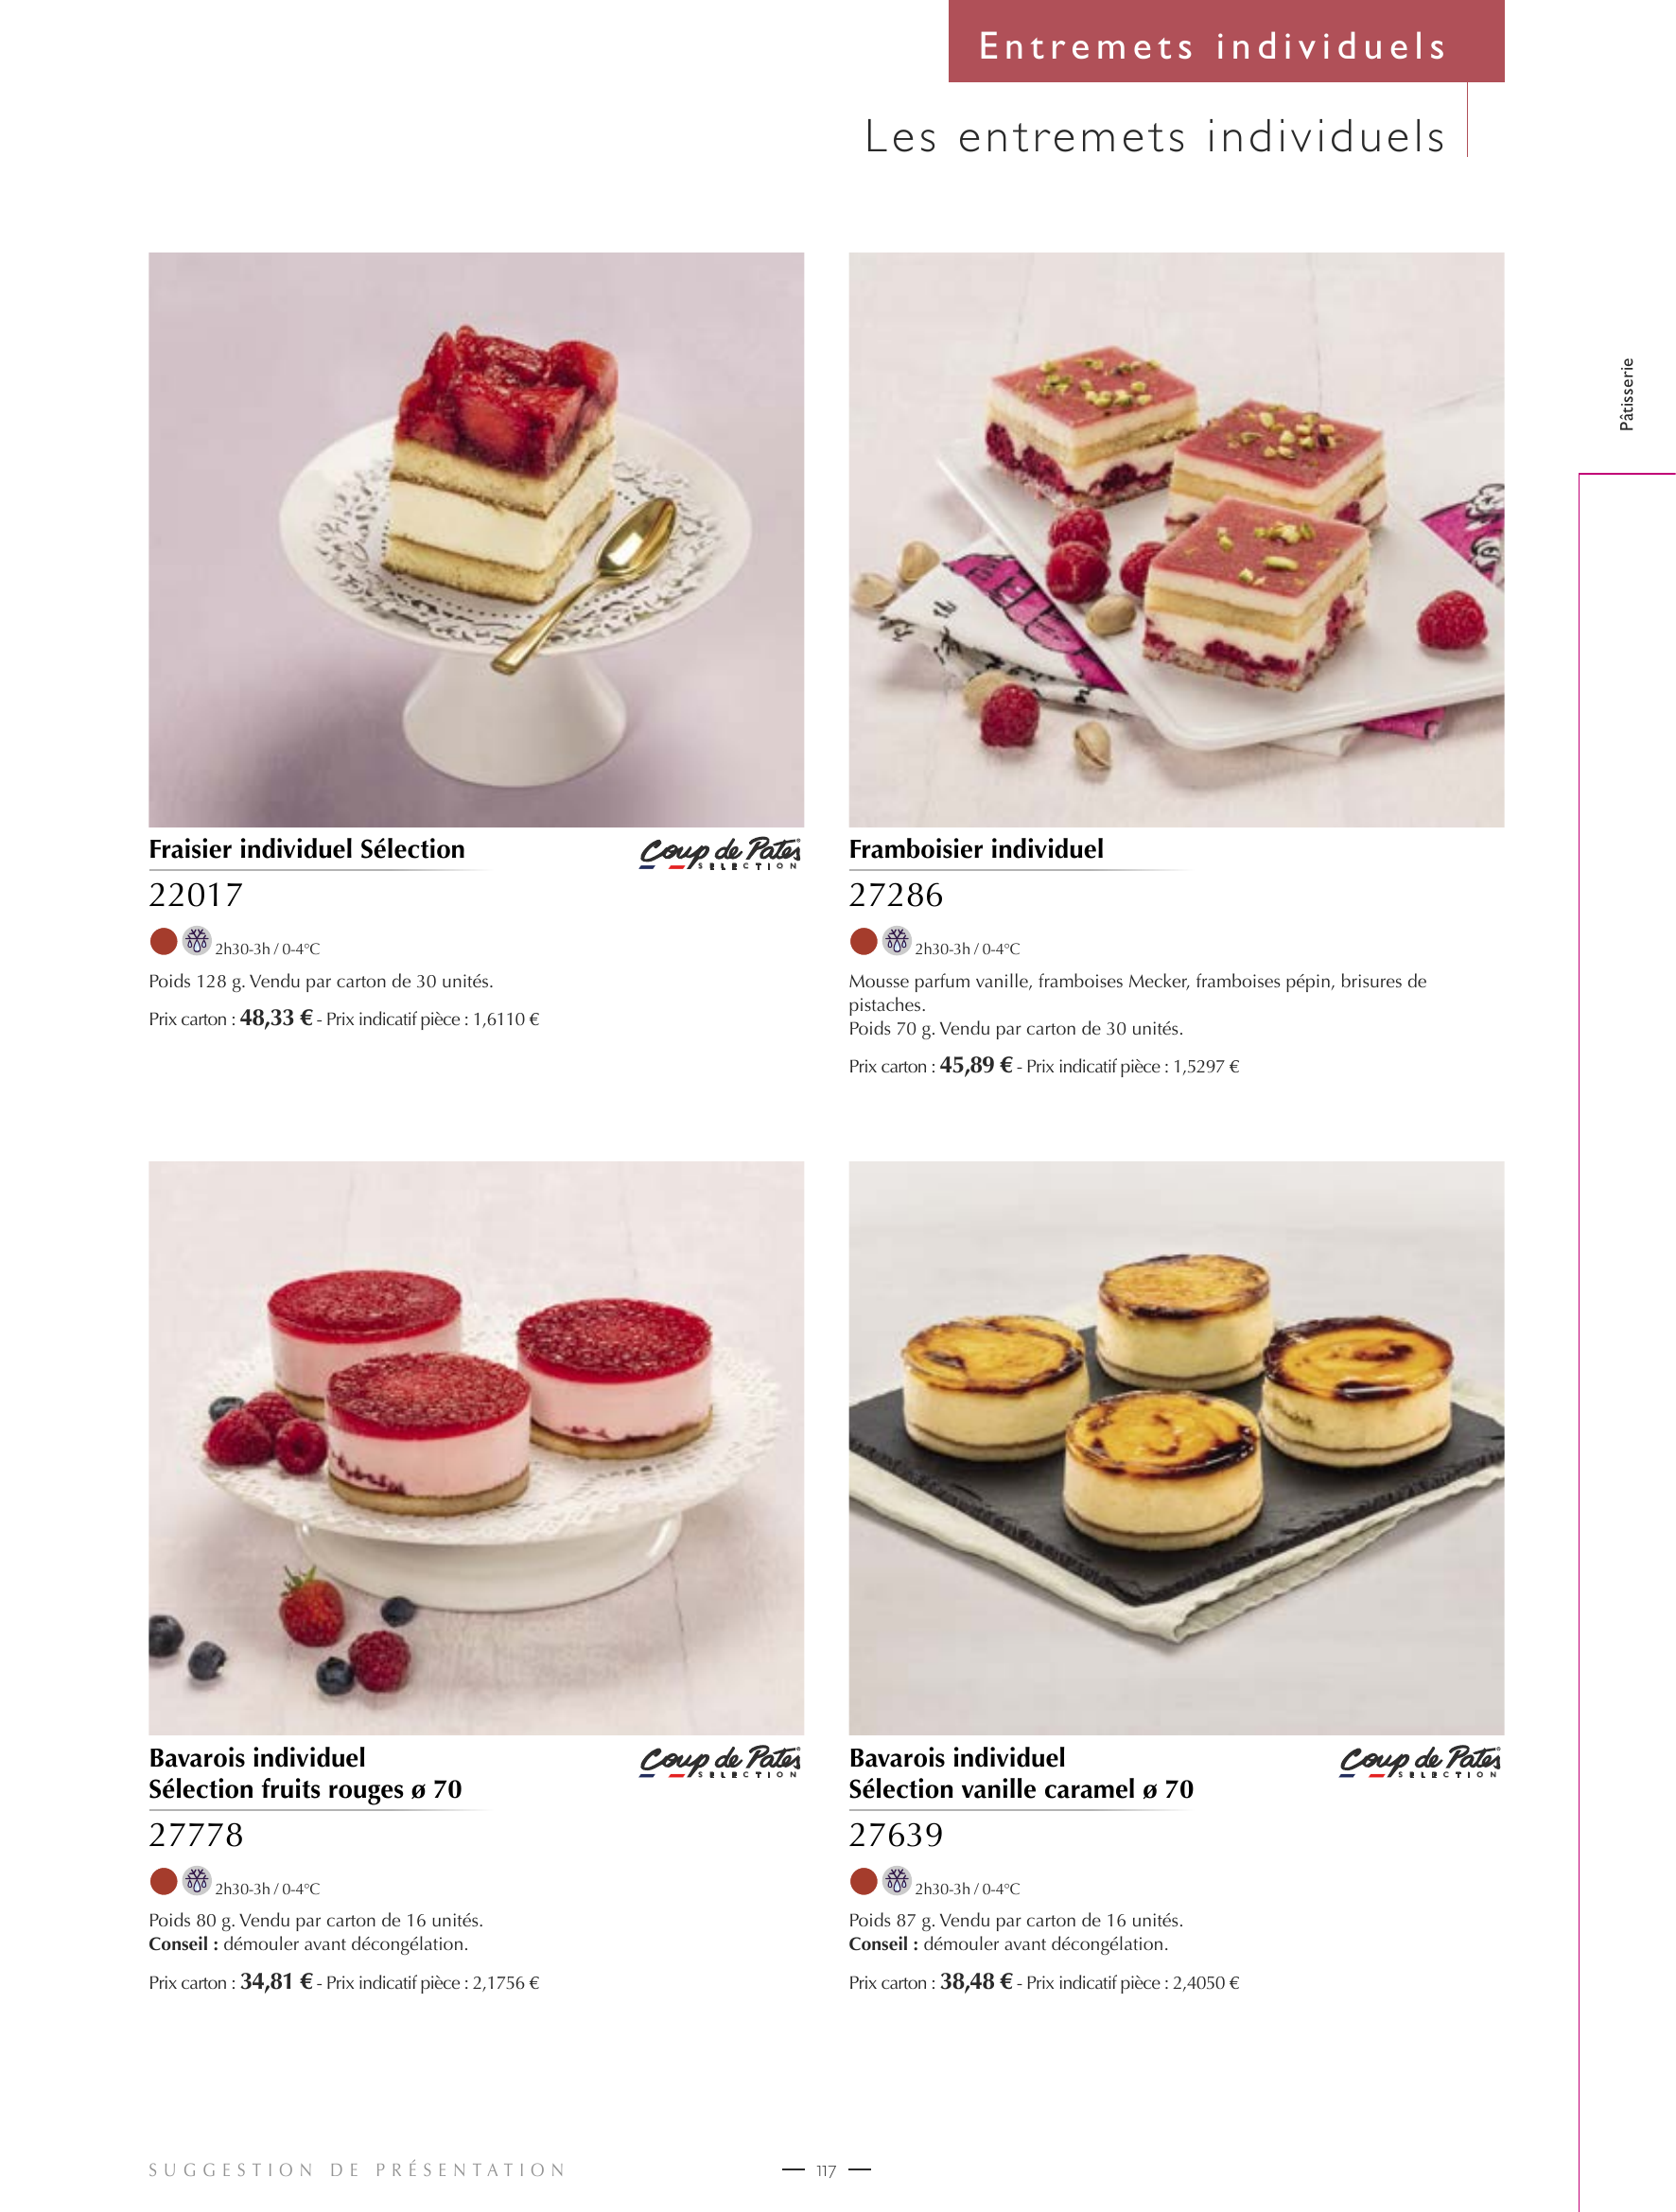 Entremets individuels
Les entremets individuels
Pâtisserie
Fraisier individuel Sélection
Coup de Pates
SELECTION
22017
2h30-3h / 0-4°C
Poids 128 g. Vendu par carton de 30 unités.
Prix carton : 48,33 € - Prix indicatif pièce : 1,6110 €
Framboisier individuel
27286
2h30-3h / 0-4°C
Mousse parfum vanille, framboises Mecker, framboises pépin, brisures de
pistaches.
Poids 70 g. Vendu par carton de 30 unités.
Prix carton : 45,89 € - Prix indicatif pièce : 1,5297 €
Bavarois individuel
Sélection fruits rouges ø 70
Coup de Pates
SELECTION
27778
2h30-3h / 0-4°C
Poids 80 g. Vendu par carton de 16 unités.
Conseil : démouler avant décongélation.
Prix carton : 34,81 € - Prix indicatif pièce : 2,1756 €
Bavarois individuel
Sélection vanille caramel ø 70
Coup de Pates
SELECTION
27639
2h30-3h / 0-4°C
Poids 87 g. Vendu par carton de 16 unités.
Conseil : démouler avant décongélation.
Prix carton : 38,48 € - Prix indicatif pièce : 2,4050 €
SUGGESTION DE PRÉSENTATION
117